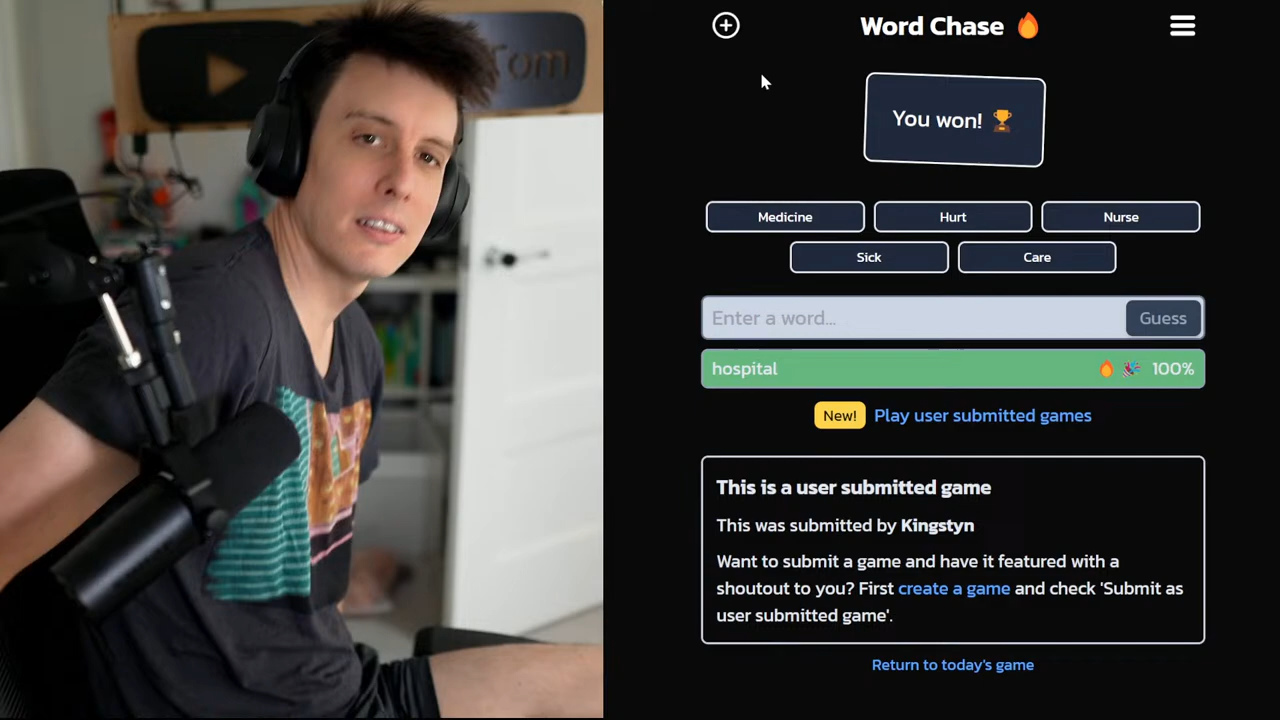 Tom
Word Chase
You won!
Medicine
Hurt
Nurse
Sick
Care
Enter a word...
Guess
hospital
100%
New!
Play user submitted games
This is a user submitted game
This was submitted by Kingstyn
Want to submit a game and have it featured with a
shoutout to you? First create a game and check 'Submit as
user submitted game'.
Return to today's game